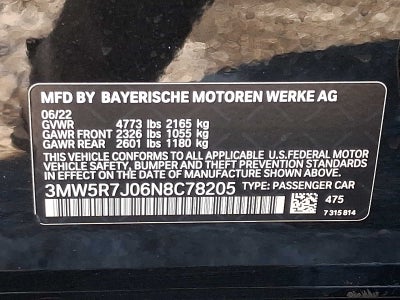 MFD BY BAYERISCHE MOTOREN WERKE AG
06/22
GVWR 4773 lbs 2165 kg
GAWR FRONT 2326 lbs 1055 kg
GAWR REAR 2601 lbs 1180 kg
THIS VEHICLE CONFORMS TO ALL APPLICABLE U.S.FEDERAL MOTOR
VEHICLE SAFETY, BUMPER AND THEFT PREVENTION STANDARDS
IN EFFECT ON THE DATE OF MANUFACTURE SHOWN ABOVE.
3MW5R7J06N8C78205 TYPE: PASSENGER CAR
475
7 315 814